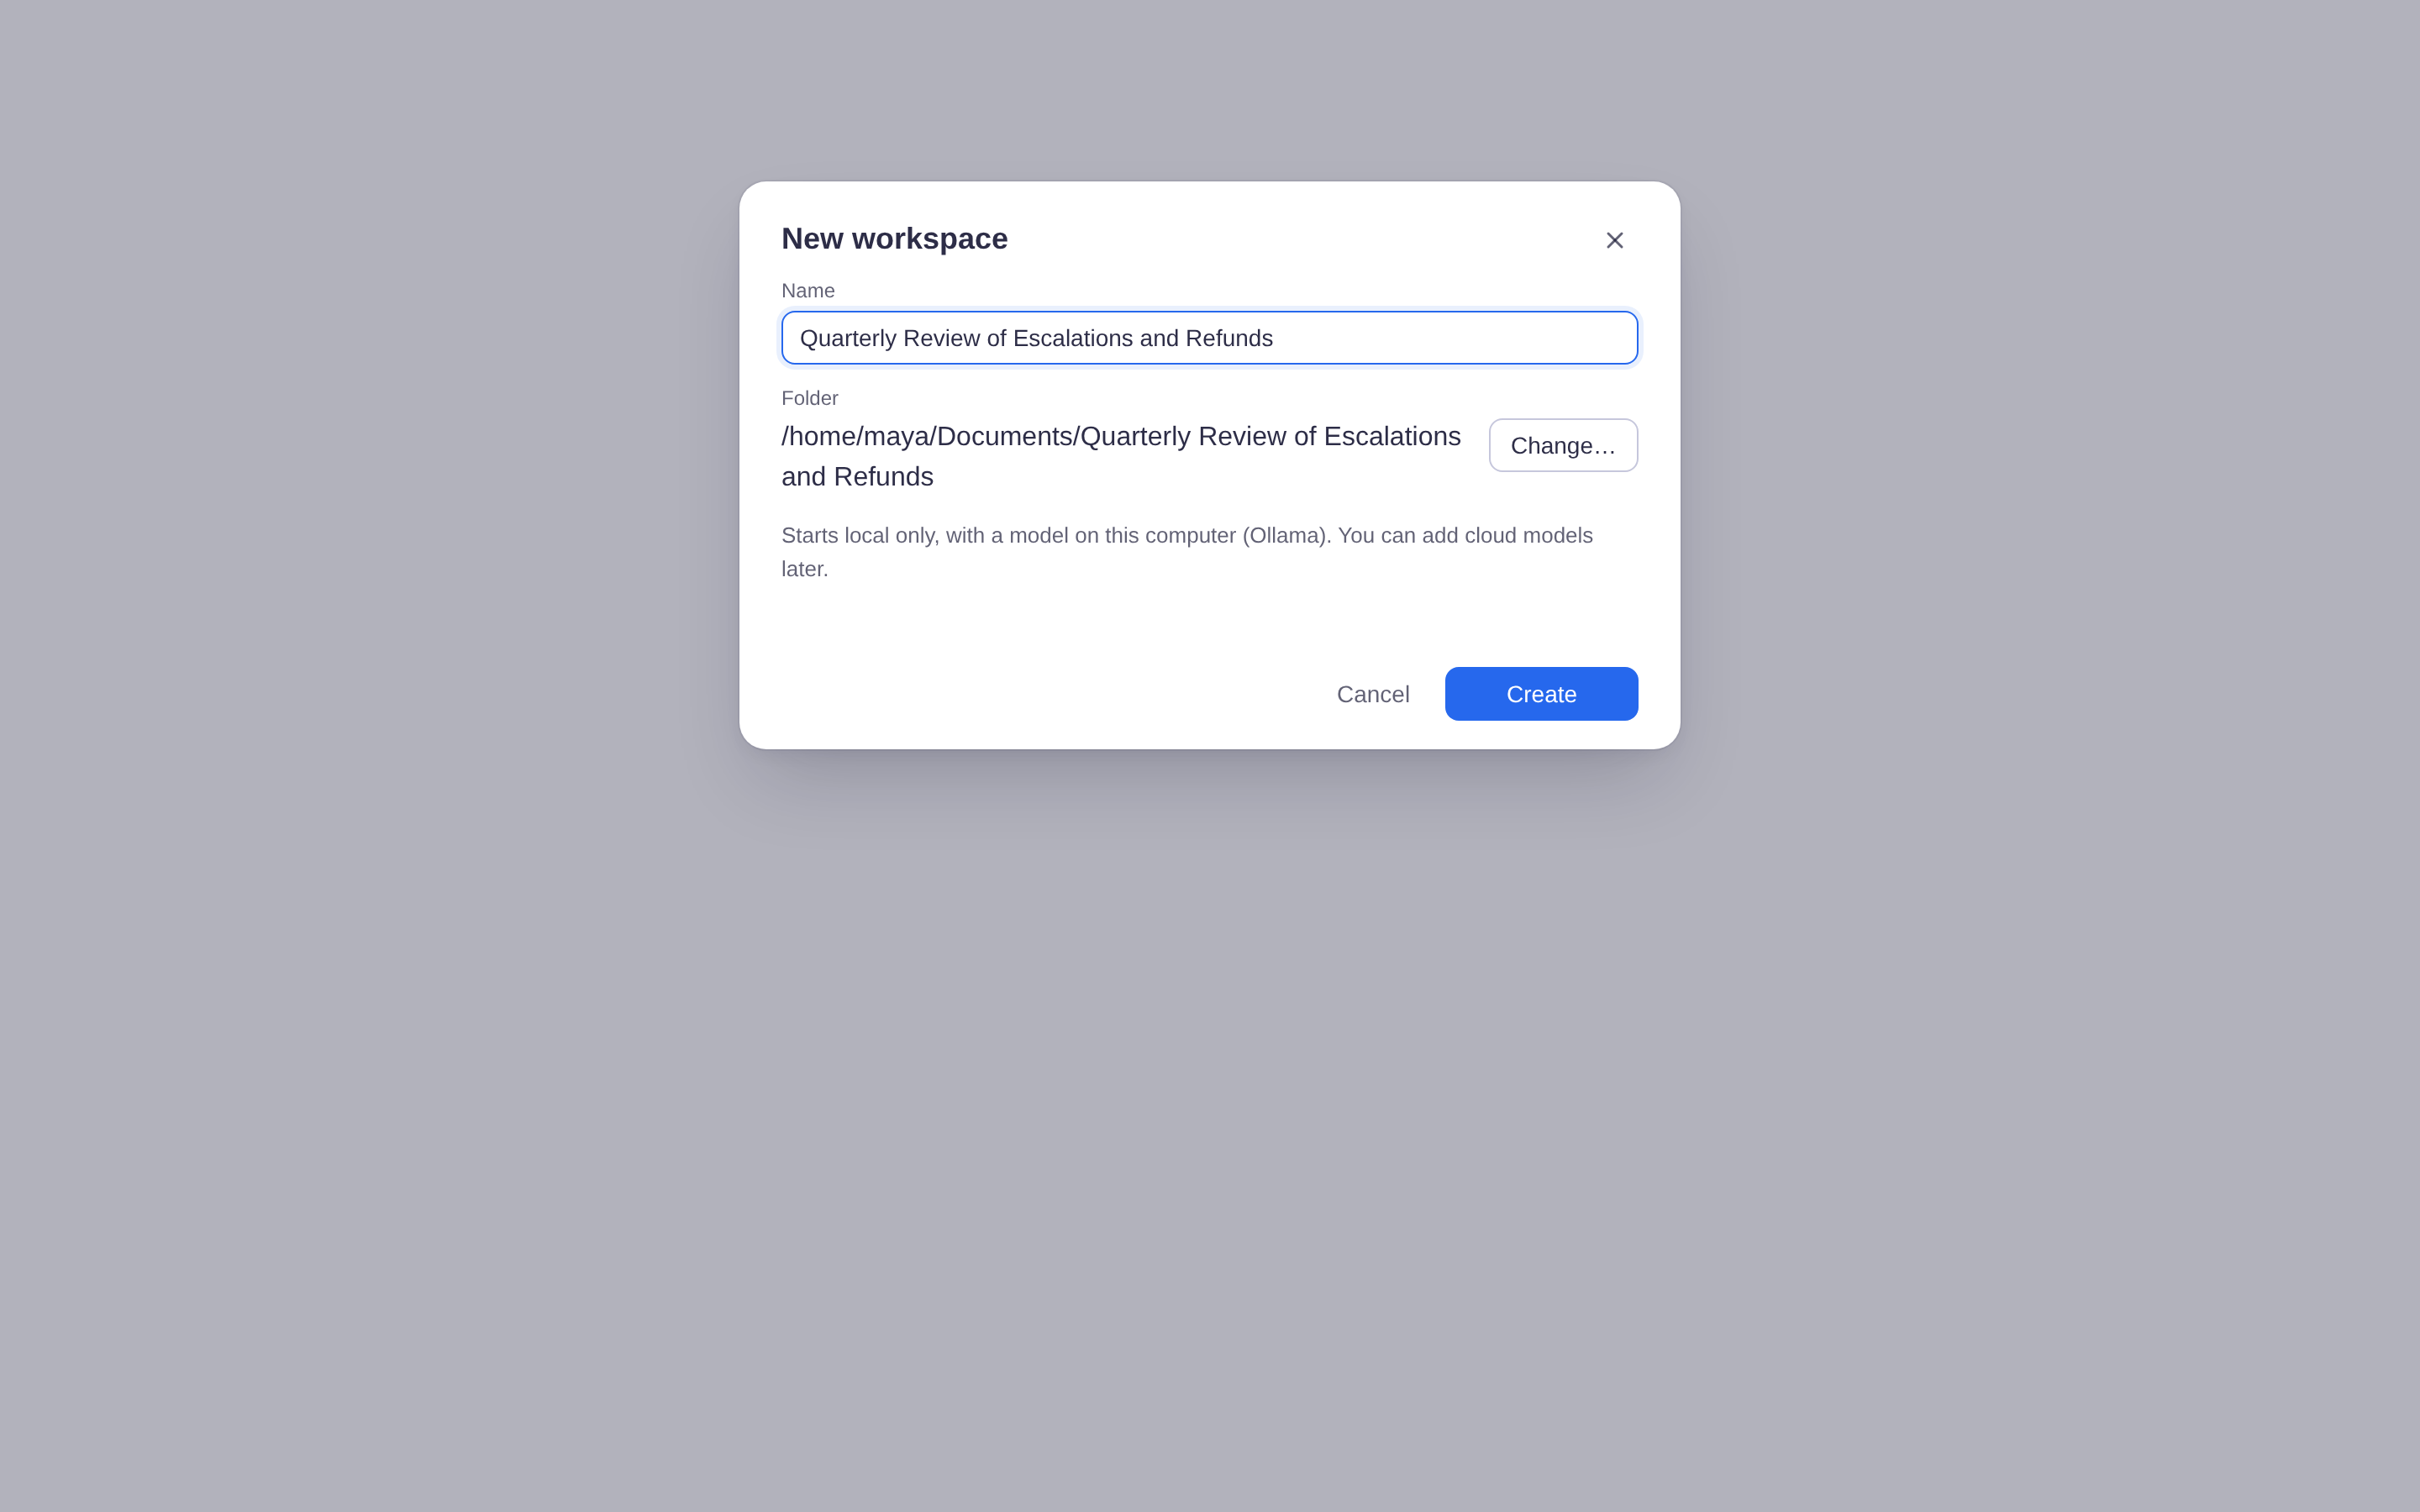 New workspace
Name
Quarterly Review of Escalations and Refunds
Folder
/home/maya/Documents/Quarterly Review of Escalations
and Refunds
Change…
Starts local only, with a model on this computer (Ollama). You can add cloud models
later.
Cancel
Create